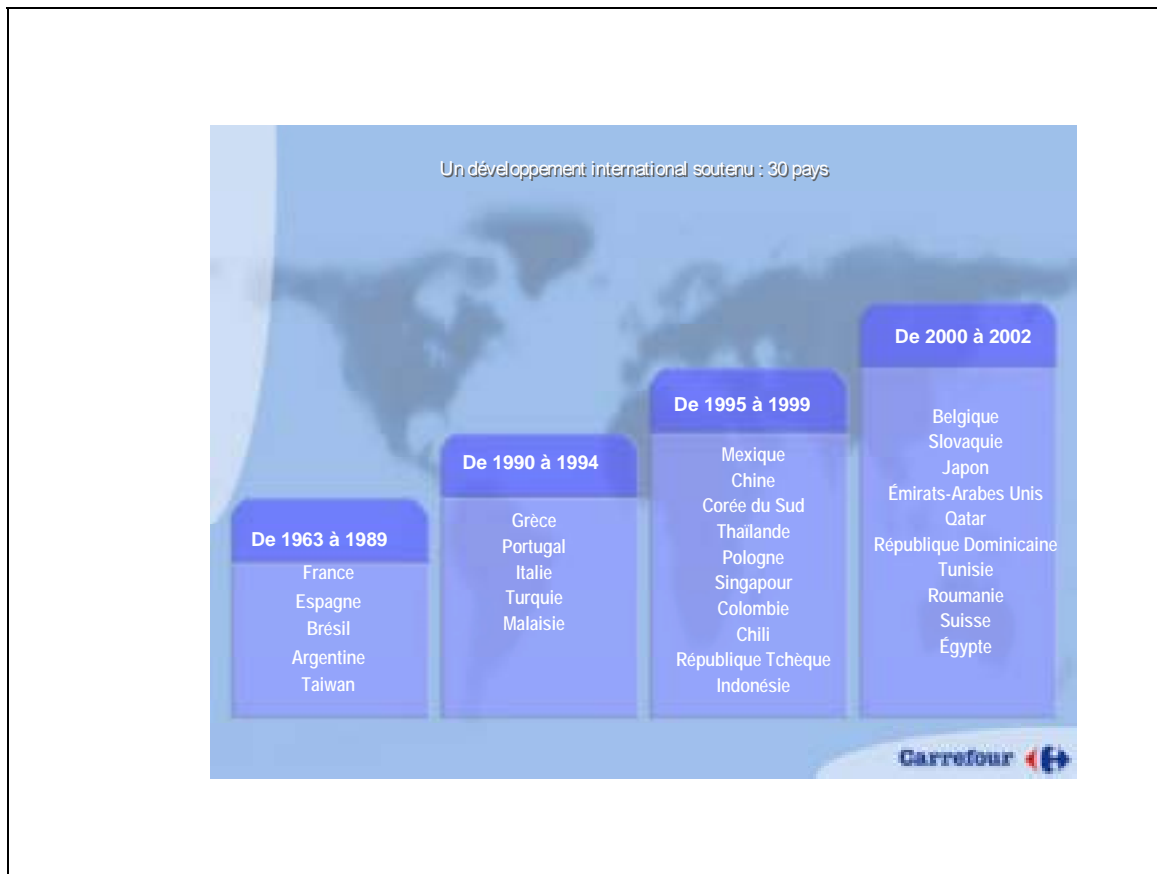 Un développement international soutenu : 30 pays
De 1963 à 1989
France
Espagne
Brésil
Argentine
Taiwan
De 1990 à 1994
Grèce
Portugal
Italie
Turquie
Malaisie
De 1995 à 1999
Mexique
Chine
Corée du Sud
Thaïlande
Pologne
Singapour
Colombie
Chili
République Tchèque
Indonésie
De 2000 à 2002
Belgique
Slovaquie
Japon
Émirats-Arabes Unis
Qatar
République Dominicaine
Tunisie
Roumanie
Suisse
Égypte
Carrefour